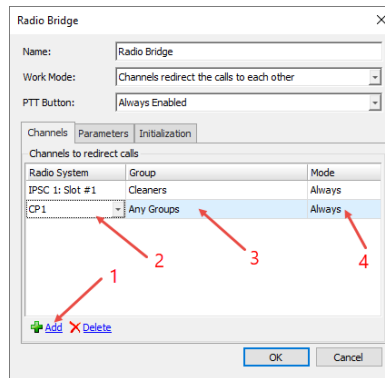 Radio Bridge
Name: Radio Bridge
Work Mode: Channels redirect the calls to each other
PTT Button: Always Enabled
Channels Parameters Initialization
Channels to redirect calls
Radio System Group Mode
IPSC 1: Slot #1 Cleaners Always
CP1 Any Groups Always
1 2 3 4
Add Delete
OK Cancel